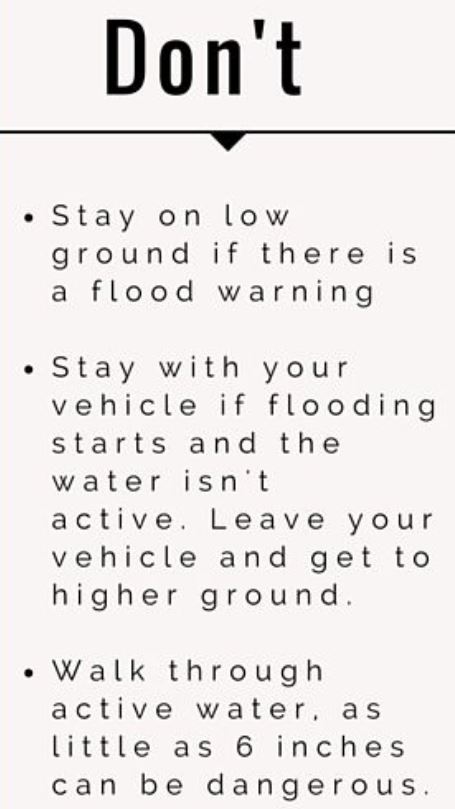 Don't
• Stay on low
ground if there is
a flood warning
• Stay with your
vehicle if flooding
starts and the
water isn't
active. Leave your
vehicle and get to
higher ground.
• Walk through
active water, as
little as 6 inches
can be dangerous.